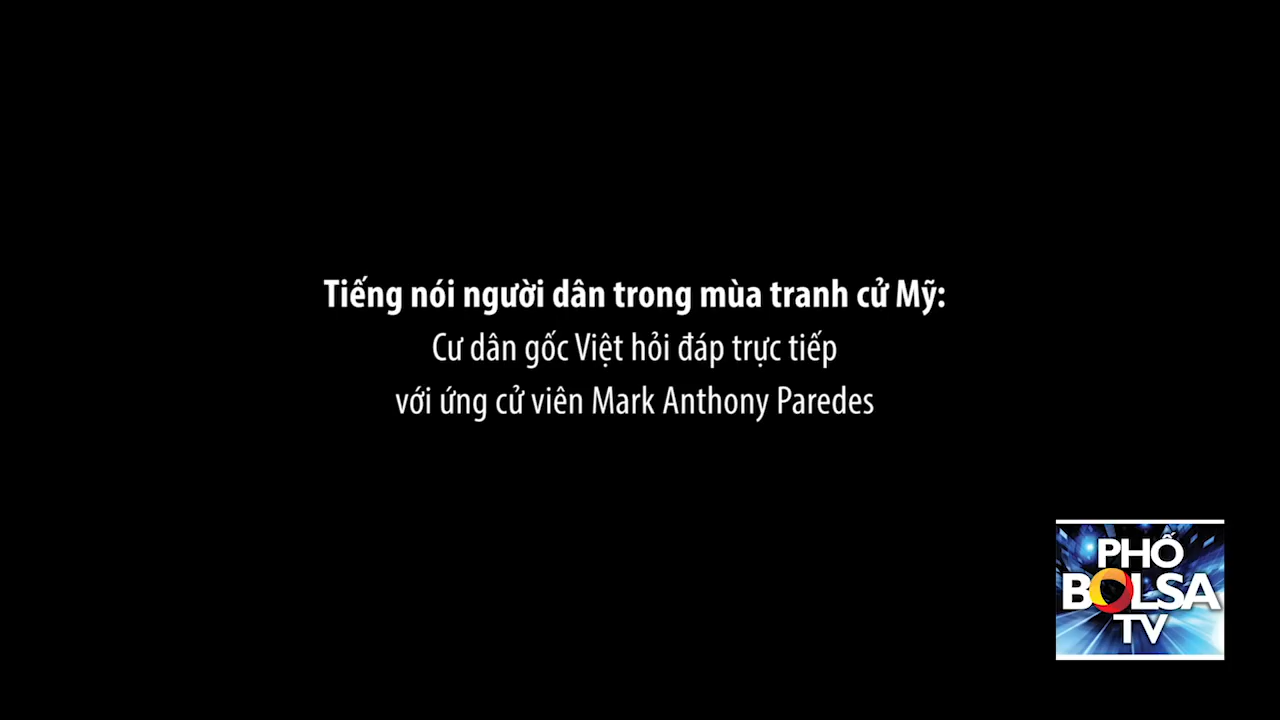 Tiếng nói người dân trong mùa tranh cử Mỹ:
Cư dân gốc Việt hỏi đáp trực tiếp
với ứng cử viên Mark Anthony Paredes
PHỐ
BOLSA
TV